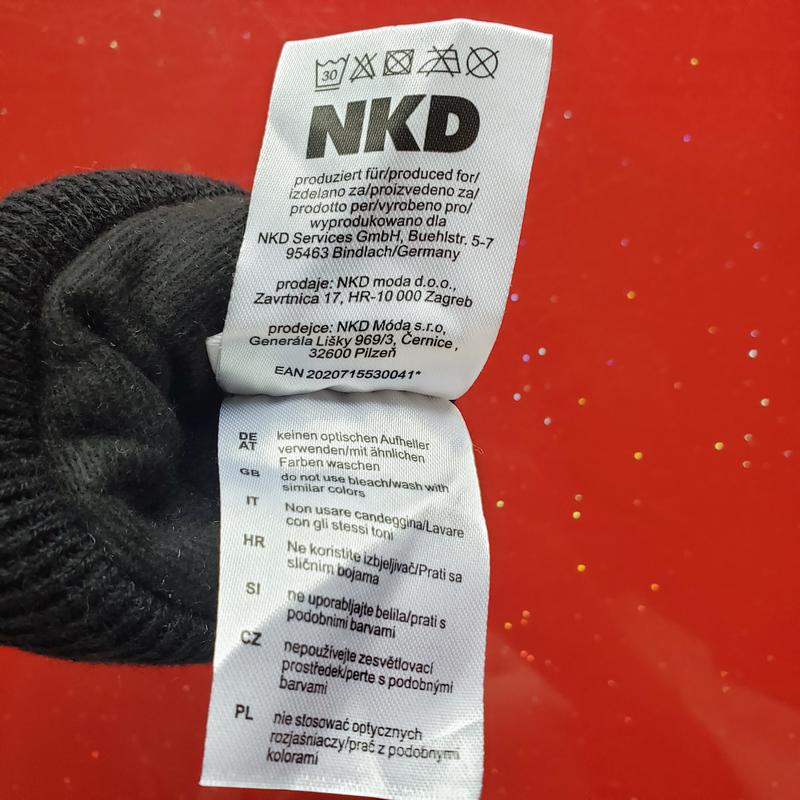 30
NKD
produziert für/produced for/
izdelano za/proizvedeno za/
prodotto per/vyrobeno pro/
wyprodukowano dla
NKD Services GmbH, Buehlstr. 5-7
95463 Bindlach/Germany
prodaje: NKD moda d.o.o.,
Zavrtnica 17, HR-10 000 Zagreb
prodejce: NKD Móda s.r.o,
Generála Lišky 969/3, Černice ,
32600 Pilzeň
EAN 2020715530041*
DE AT keinen optischen Aufheller
verwenden/mit ähnlichen
Farben waschen
GB do not use bleach/wash with
similar colors
IT Non usare candeggina/Lavare
con gli stessi toni
HR Ne koristite izbjeljivač/Prati sa
sličnim bojama
SI ne uporabljajte belila/prati s
podobnimi barvami
CZ nepoužívejte zesvětlovací
prostředek/perte s podobnými
barvami
PL nie stosować optycznych
rozjaśniaczy/prać z podobnymi
kolorami